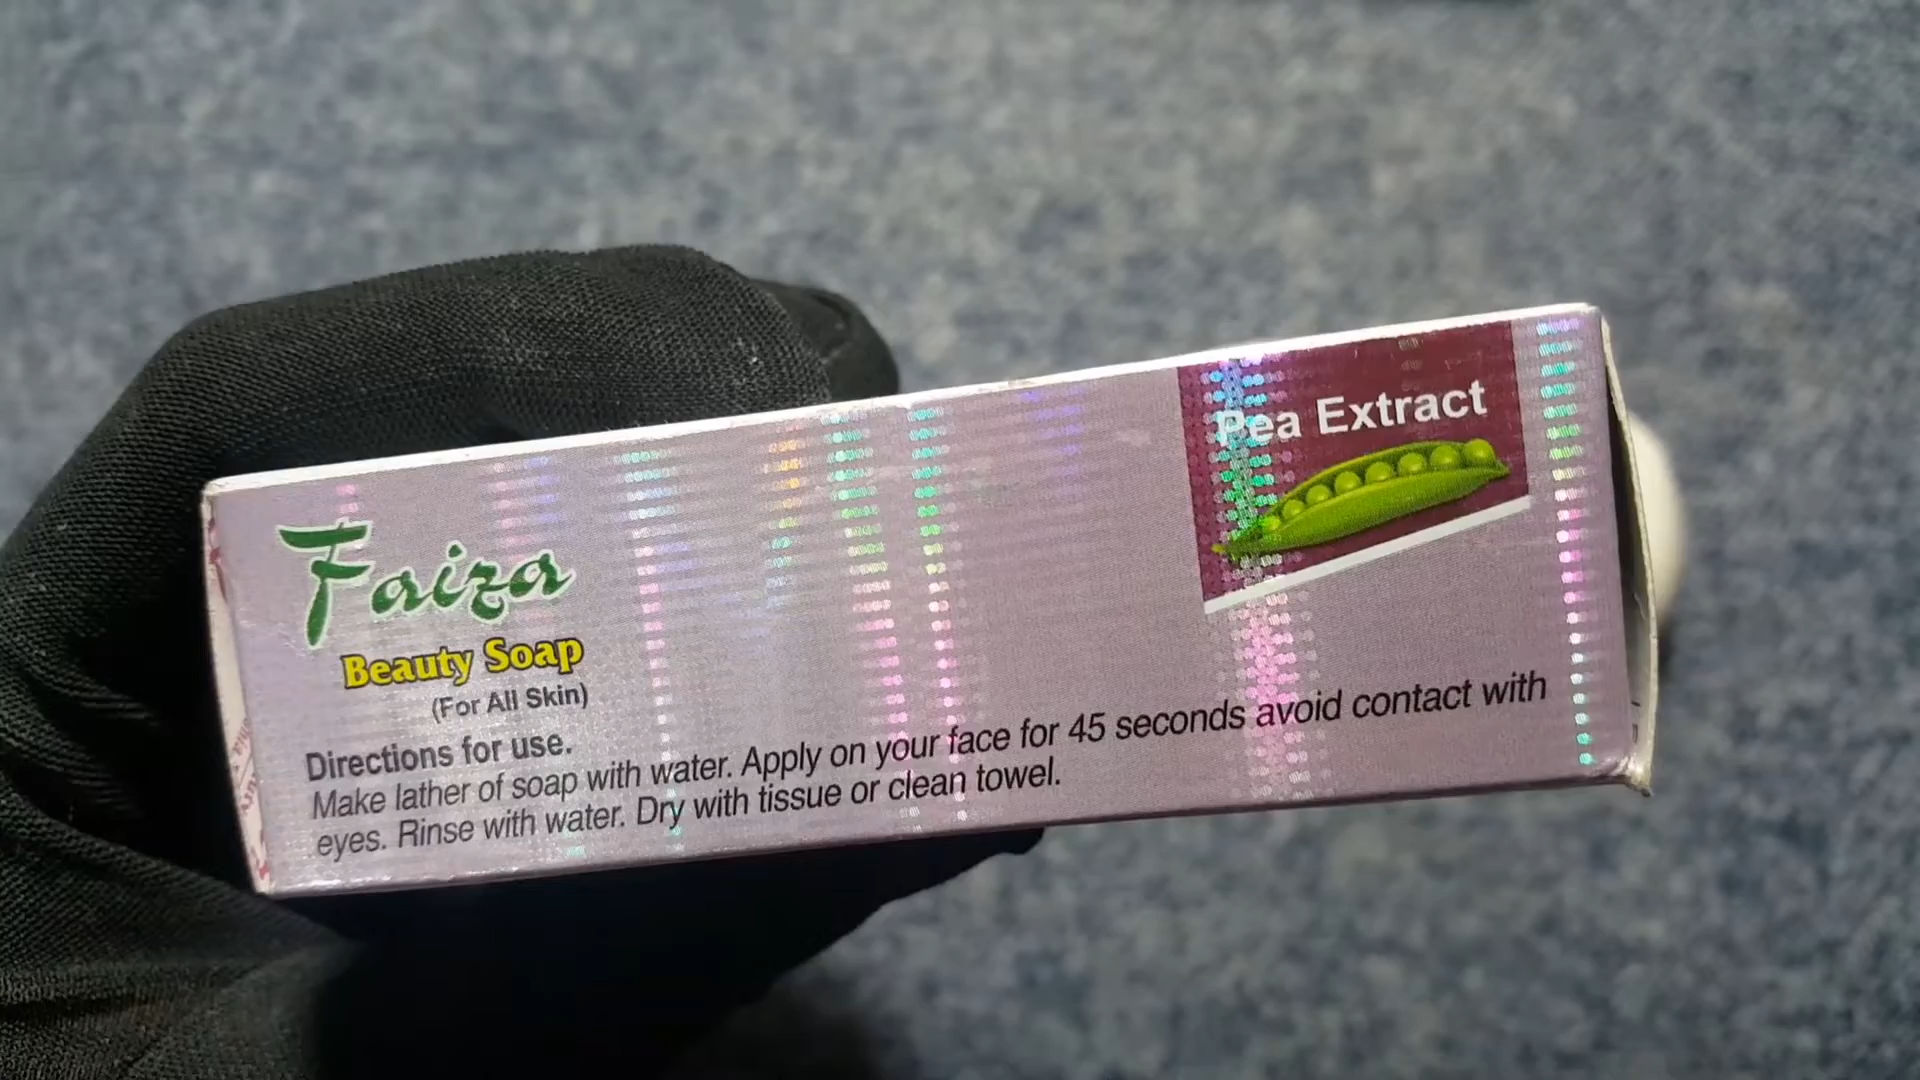 Pea Extract
Faiza
Beauty Soap
(For All Skin)
Directions for use.
Make lather of soap with water. Apply on your face for 45 seconds avoid contact with
eyes. Rinse with water. Dry with tissue or clean towel.